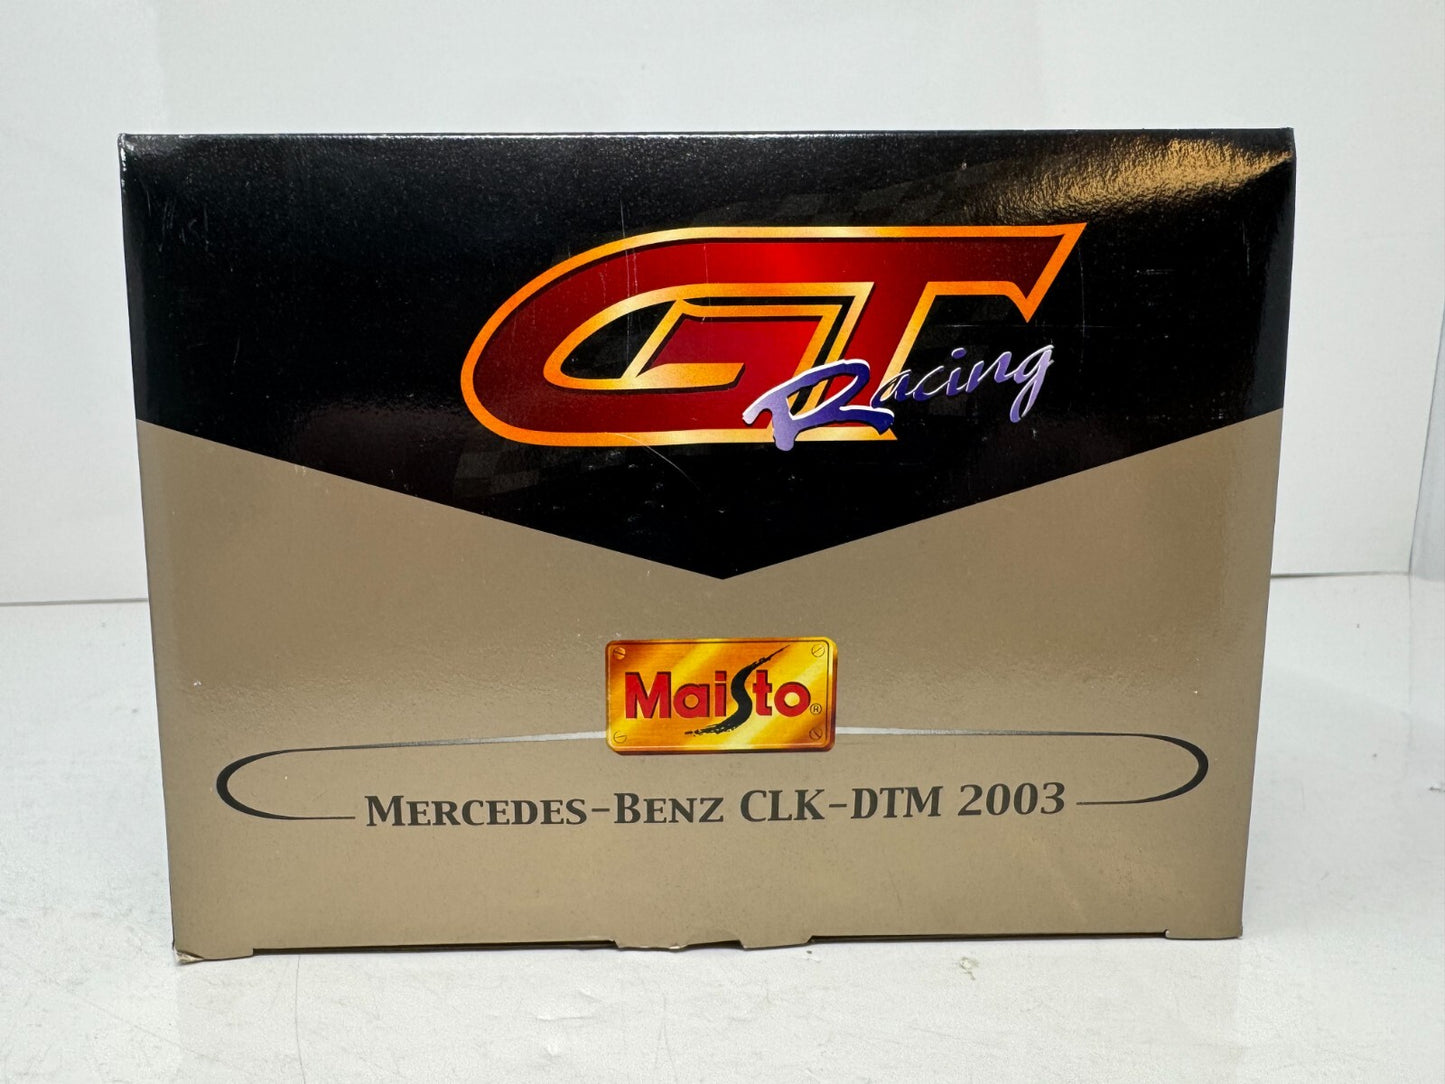 GT
Racing
MaiSto®
Mercedes-Benz CLK-DTM 2003